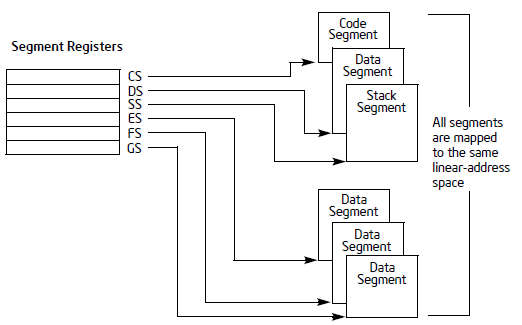 Segment Registers
CS
DS
SS
ES
FS
GS
Code
Segment
Data
Segment
Stack
Segment
Data
Segment
Data
Segment
Data
Segment
All segments
are mapped
to the same
linear-address
space